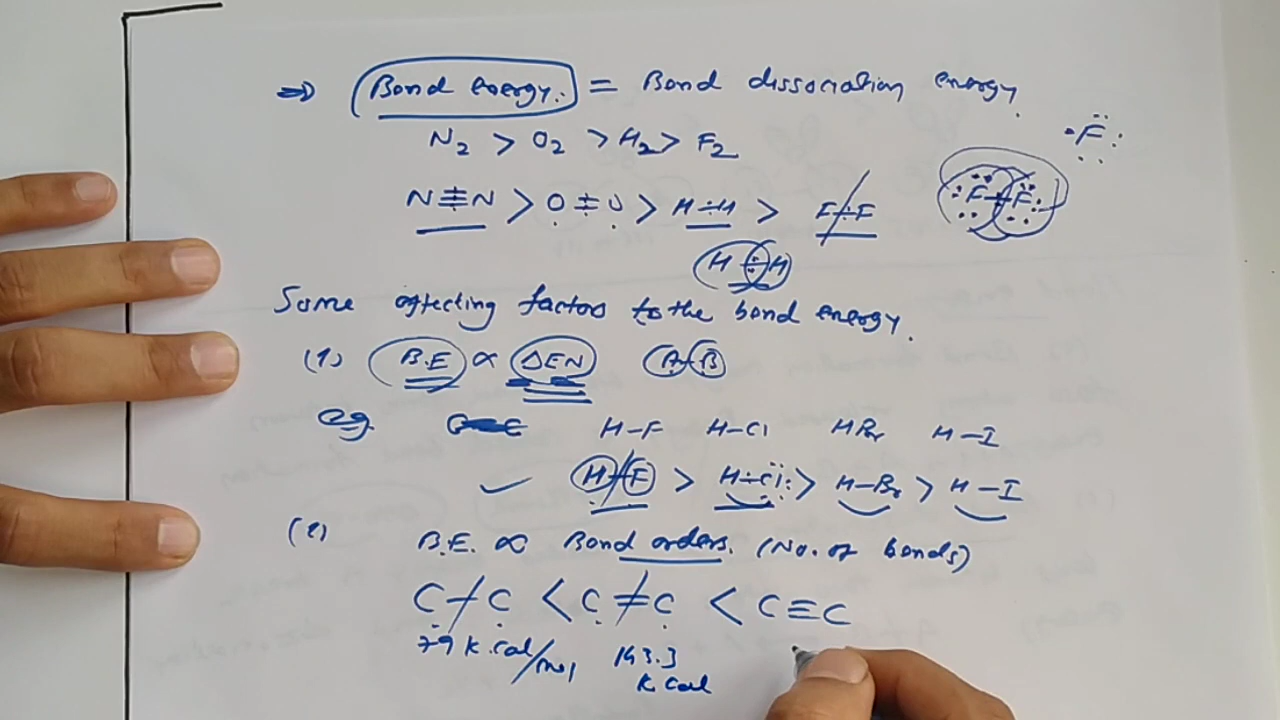 ⇒ Bond energy. = Bond dissociation energy.
N₂ > O₂ > H₂ > F₂
·F:
N≡N > O=O > H-H > F-F
F-F
H-H
Some affecting factors to the bond energy.
(1) B.E ∝ ΔEN A-B
eg. H-F H-Cl HBr H-I
H-F > H-Cl: > H-Br > H-I
(2) B.E. ∝ Bond orders. (No. of bonds)
C-C < C=C < C≡C
79 k.cal/mol 143.3
k cal